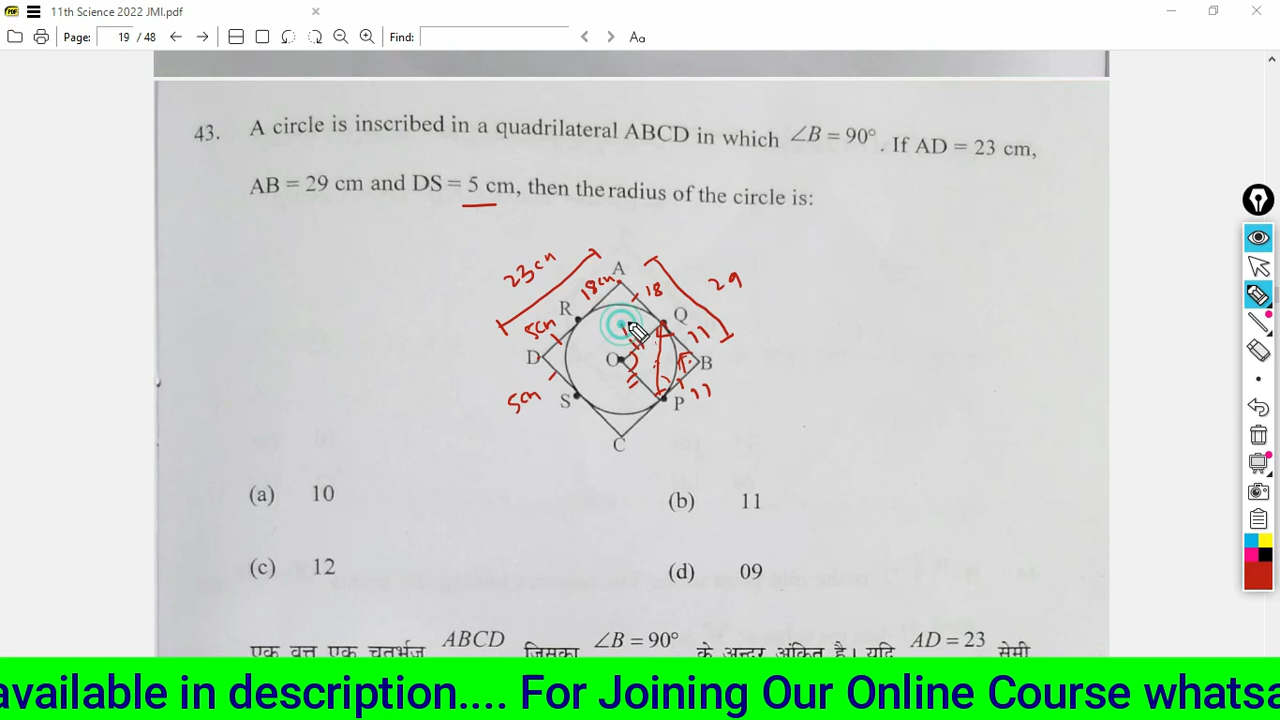 11th Science 2022 JMI.pdf
Page: 19 / 48 Find: Aa
43. A circle is inscribed in a quadrilateral ABCD in which ∠B = 90°. If AD = 23 cm,
AB = 29 cm and DS = 5 cm, then the radius of the circle is:
23cm
A
18cm
18
29
R
Q
5cm
11
D
O
B
5cm
S
P
11
C
(a) 10
(b) 11
(c) 12
(d) 09
एक वृत्त एक चतुर्भुज ABCD जिसका ∠B = 90° के अन्दर अंकित है। यदि AD = 23 सेमी
available in description.... For Joining Our Online Course whatsa